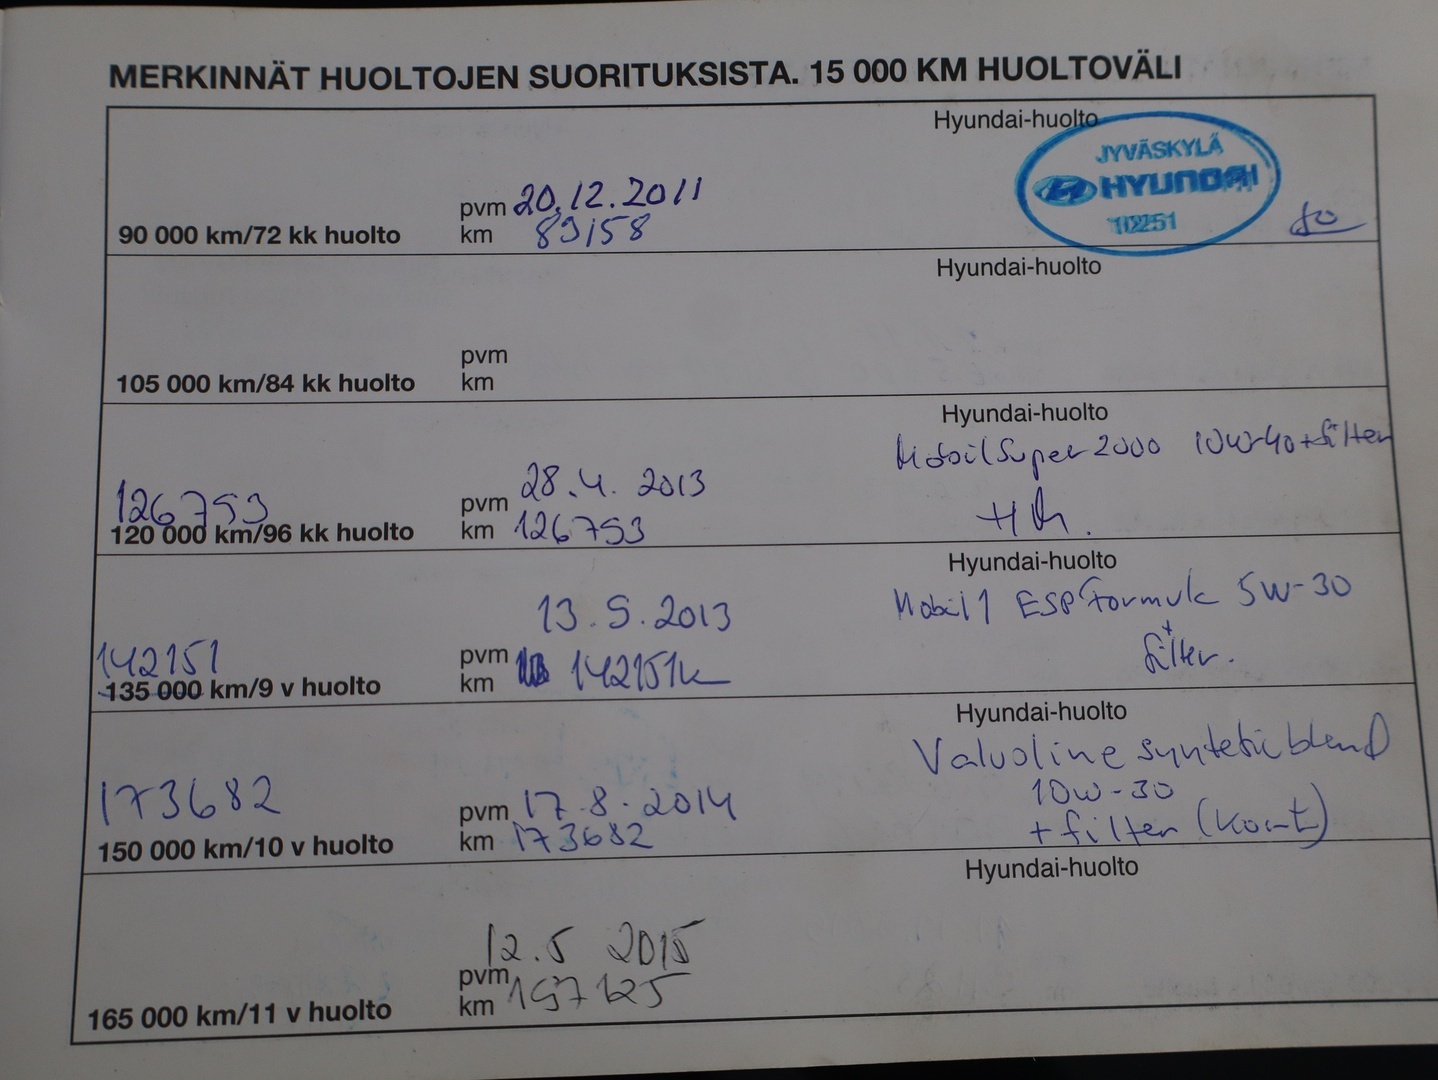 MERKINNÄT HUOLTOJEN SUORITUKSISTA. 15 000 KM HUOLTOVÄLI
Hyundai-huolto
JYVÄSKYLÄ
HYUNDAI
10251
pvm 20.12.2011
90 000 km/72 kk huolto km 89158
Hyundai-huolto
pvm
105 000 km/84 kk huolto km
Hyundai-huolto
Mobil Super 2000 10W-40 + filter
126753 pvm 28.4. 2013
120 000 km/96 kk huolto km 126753
Hyundai-huolto
Mobil 1 ESP Formula 5W-30
+
filter.
13.9.2013
142151 pvm
135 000 km/9 v huolto km 142151k
Hyundai-huolto
Valvoline syntetic blend
10W-30
+ filter
173682 pvm 17.8.2014
150 000 km/10 v huolto km 173682
Hyundai-huolto
12.5 2015
pvm
165 000 km/11 v huolto km 197125